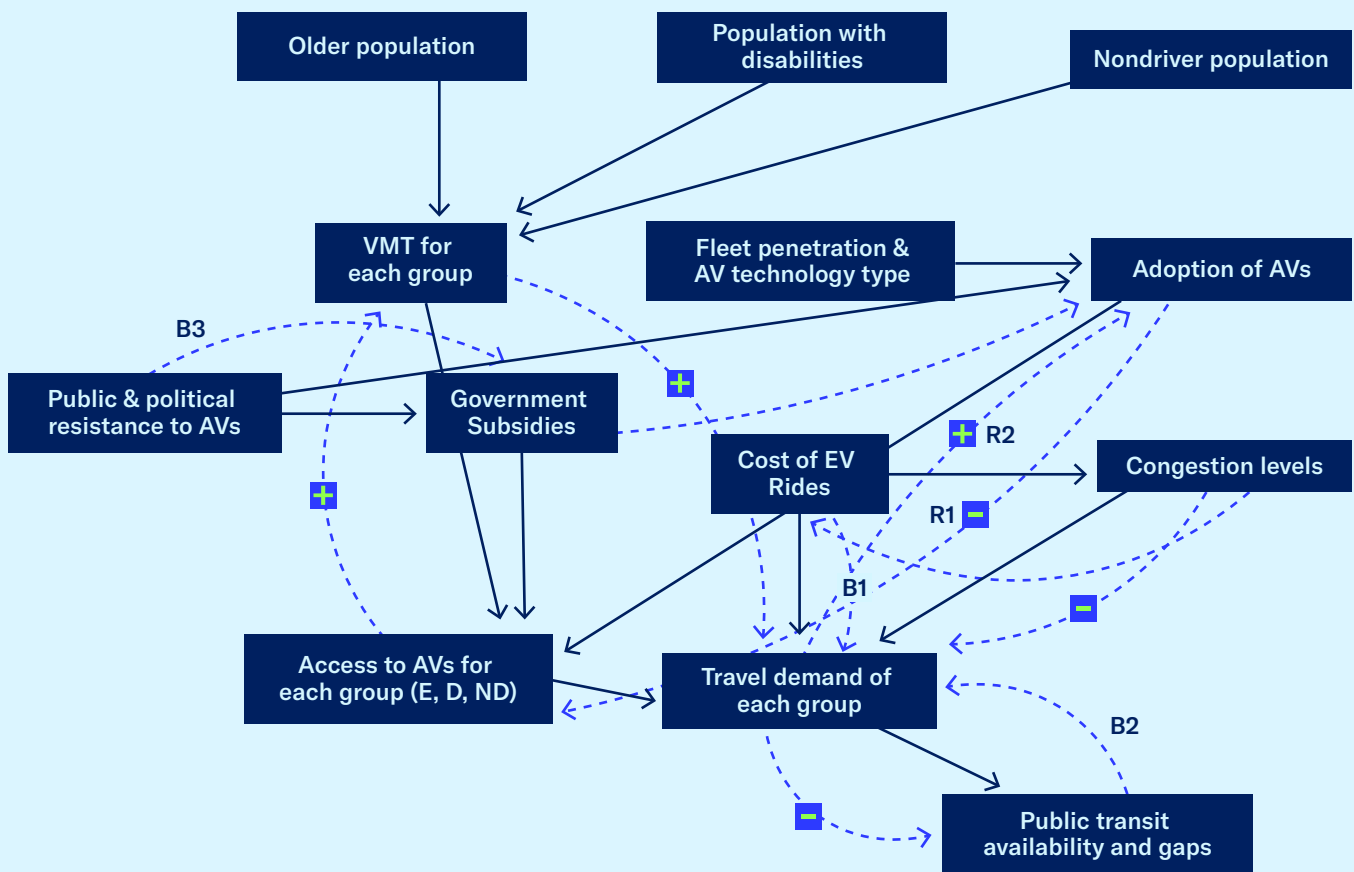 Older population
Population with
disabilities
Nondriver population
VMT for
each group
Fleet penetration &
AV technology type
Adoption of AVs
B3
Public & political
resistance to AVs
Government
Subsidies
+
+
R2
Cost of EV
Rides
Congestion levels
+
R1
−
B1
−
Access to AVs for
each group (E, D, ND)
Travel demand of
each group
B2
−
Public transit
availability and gaps